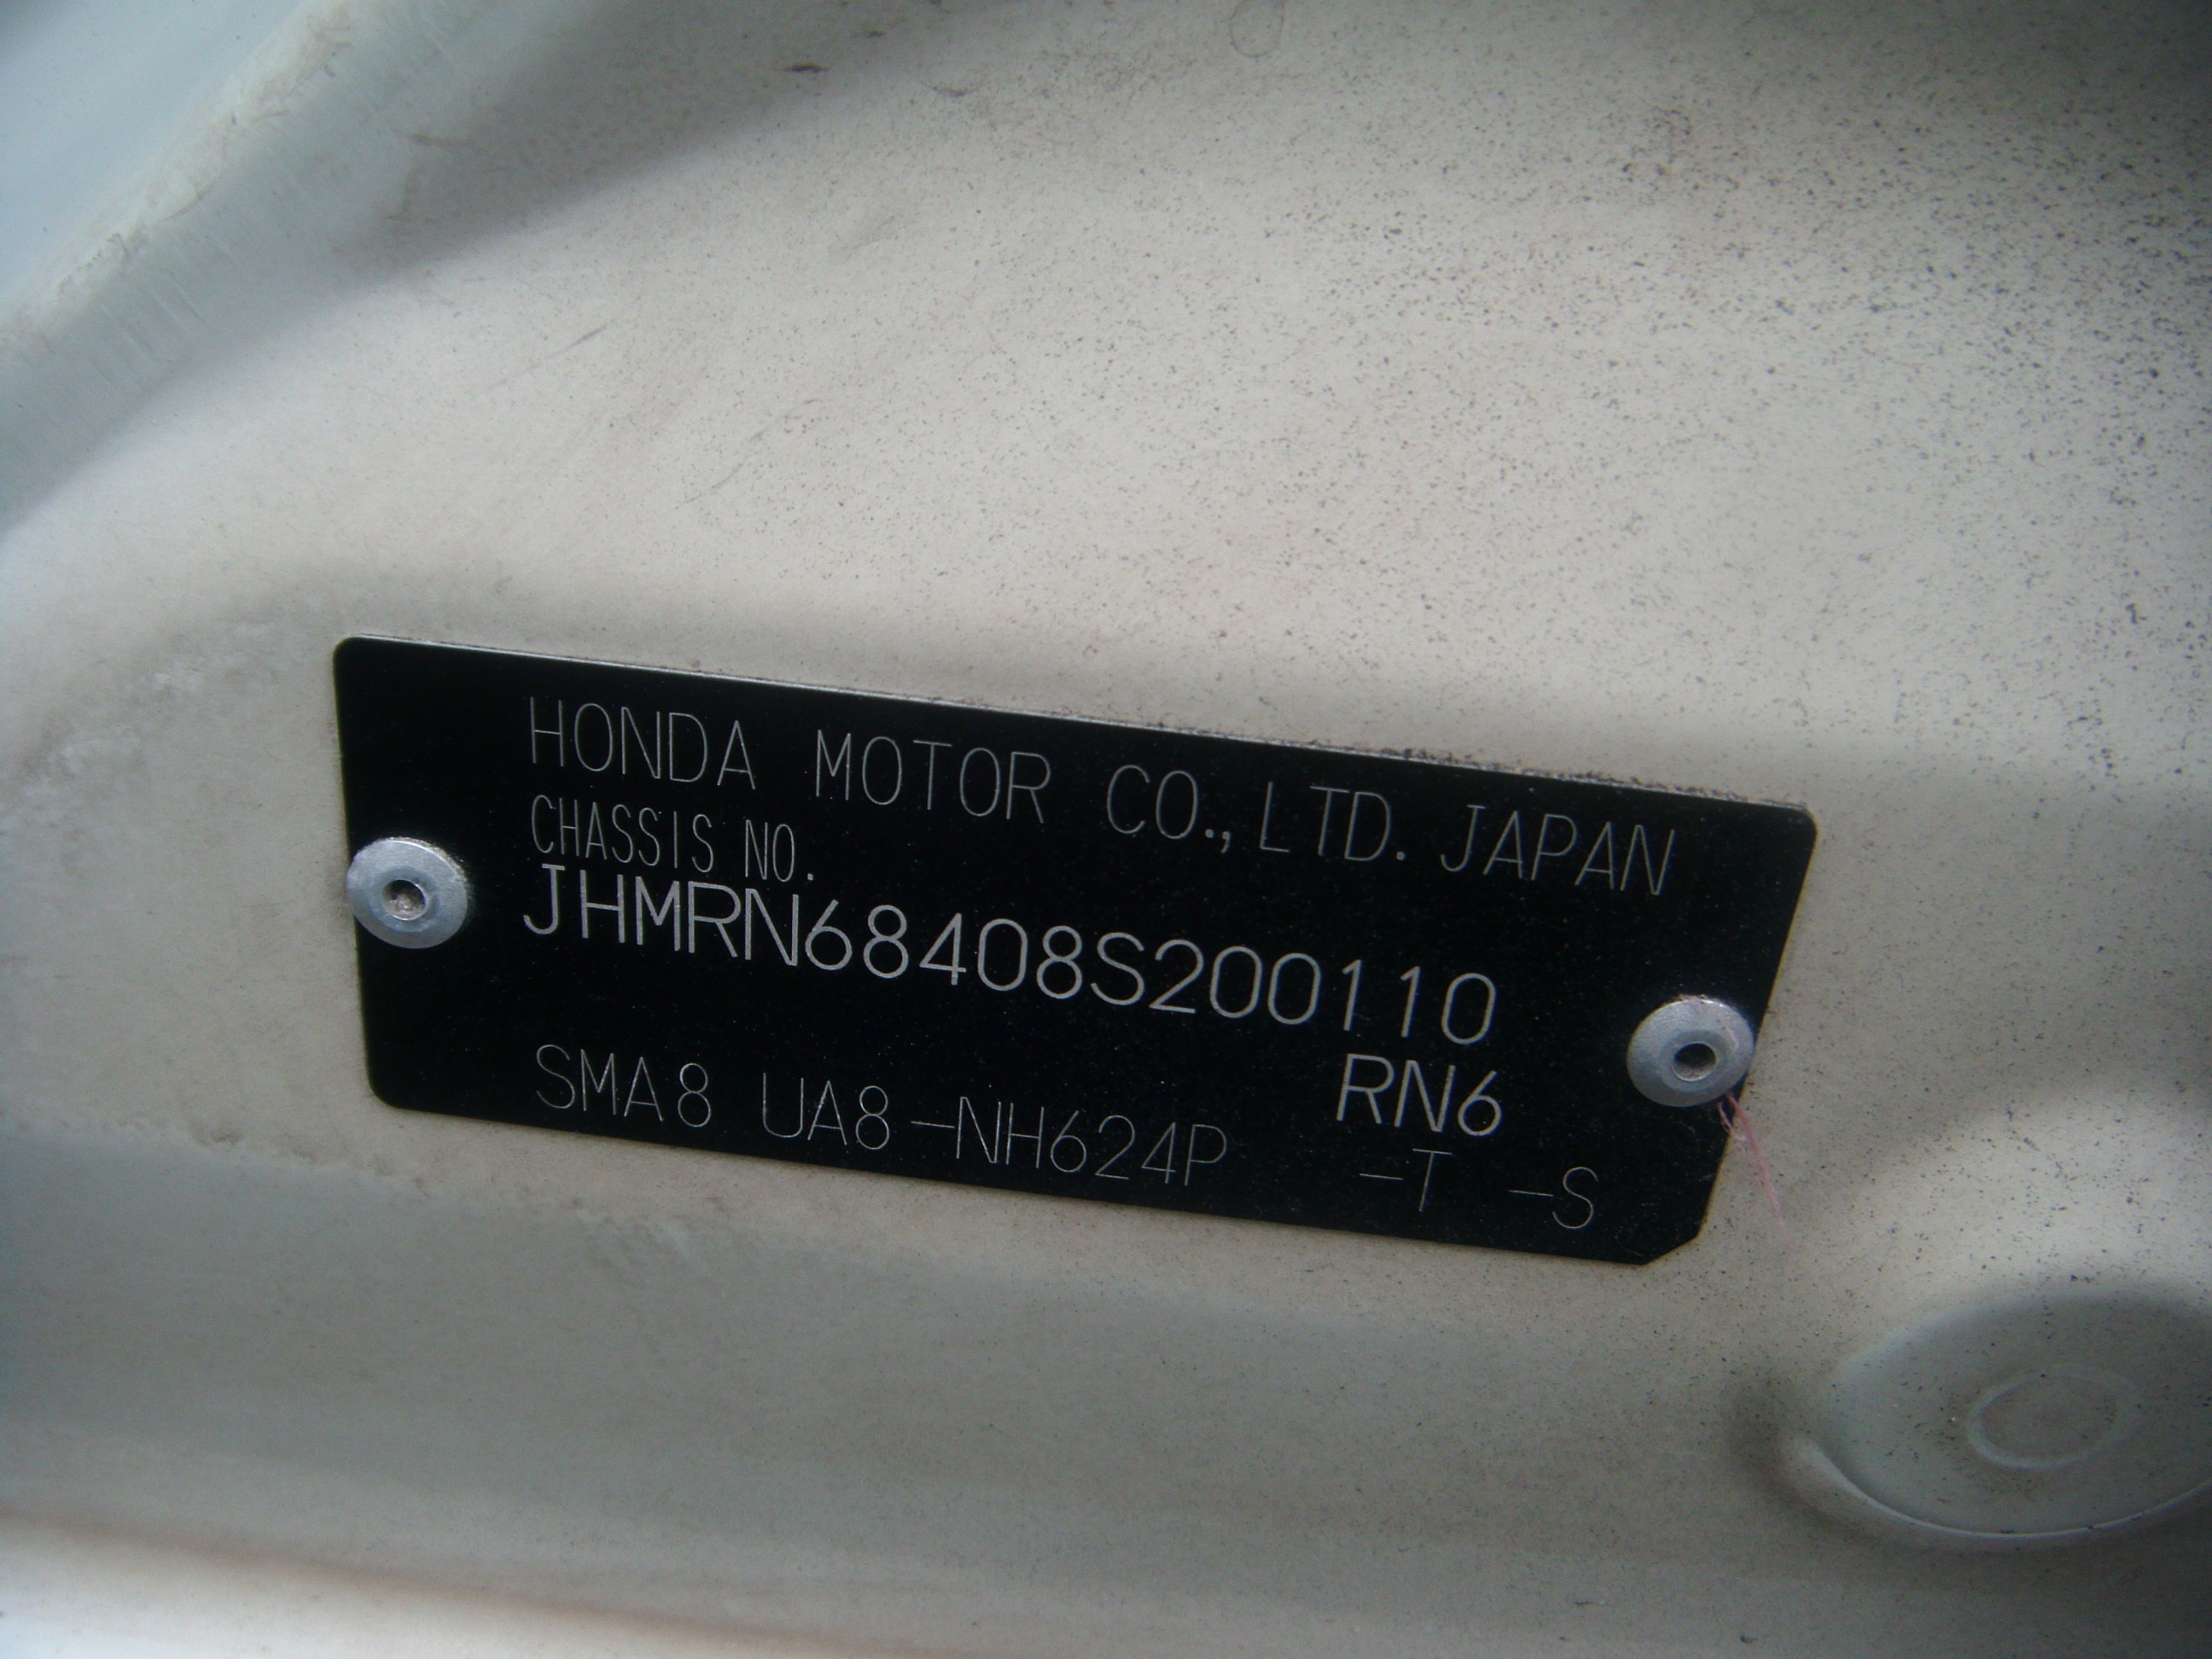 HONDA MOTOR CO.,LTD. JAPAN
CHASSIS NO.
JHMRN68408S200110
RN6
SMA8 UA8-NH624P -T -S